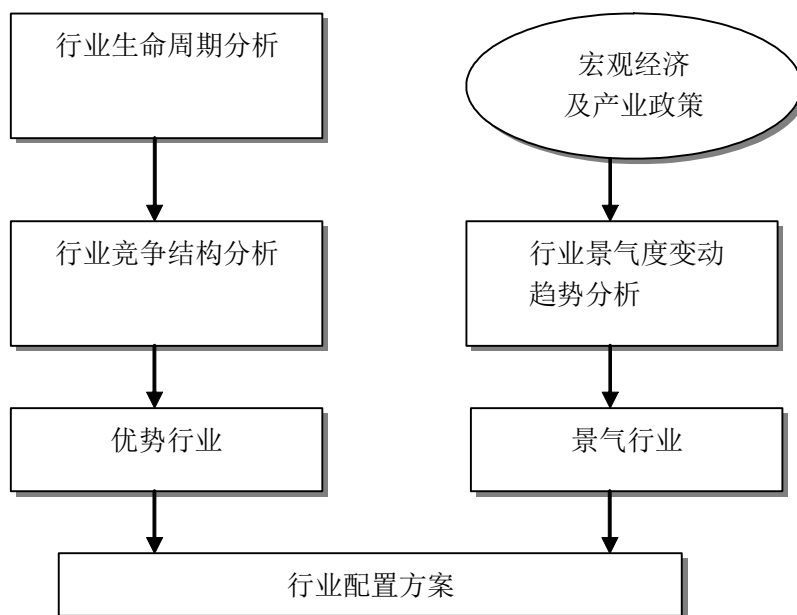 行业生命周期分析
宏观经济
及产业政策
行业竞争结构分析
行业景气度变动
趋势分析
优势行业
景气行业
行业配置方案